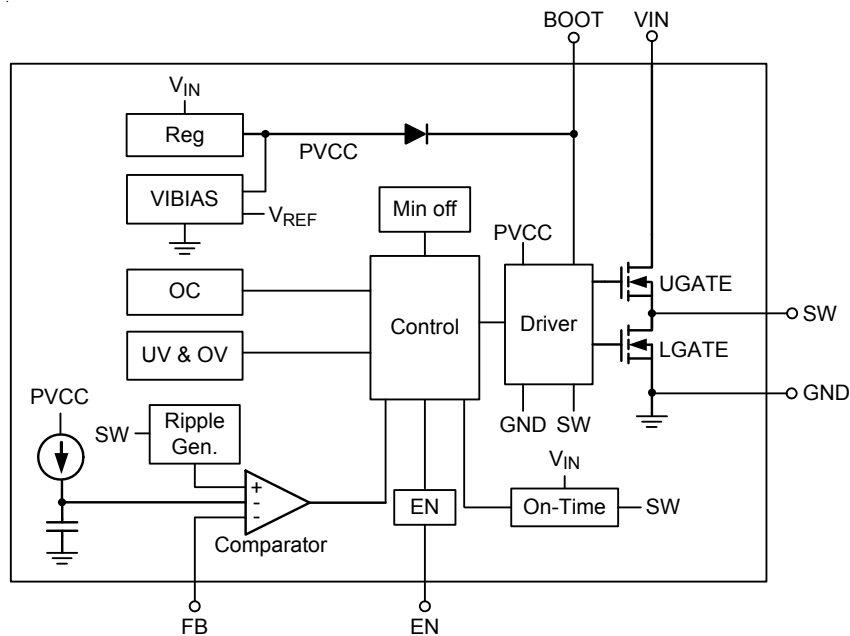 BOOT VIN
VIN
Reg
PVCC
VIBIAS
VREF
Min off
PVCC
OC
UGATE
Control
Driver
SW
UV & OV
LGATE
PVCC
GND
SW
Ripple
Gen.
GND SW
VIN
+
-
-
EN
On-Time
SW
Comparator
FB
EN